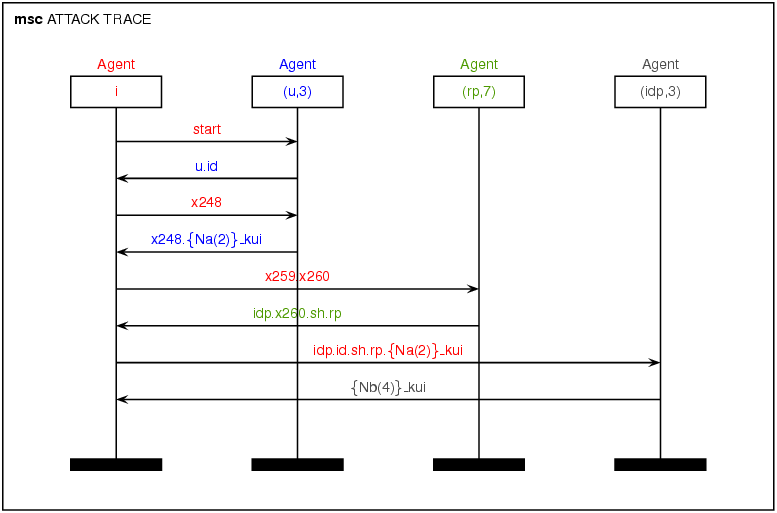 msc ATTACK TRACE
Agent Agent Agent Agent
i (u,3) (rp,7) (idp,3)
start
u.id
x248
x248.{Na(2)}_kui
x259.x260
idp.x260.sh.rp
idp.id.sh.rp.{Na(2)}_kui
{Nb(4)}_kui